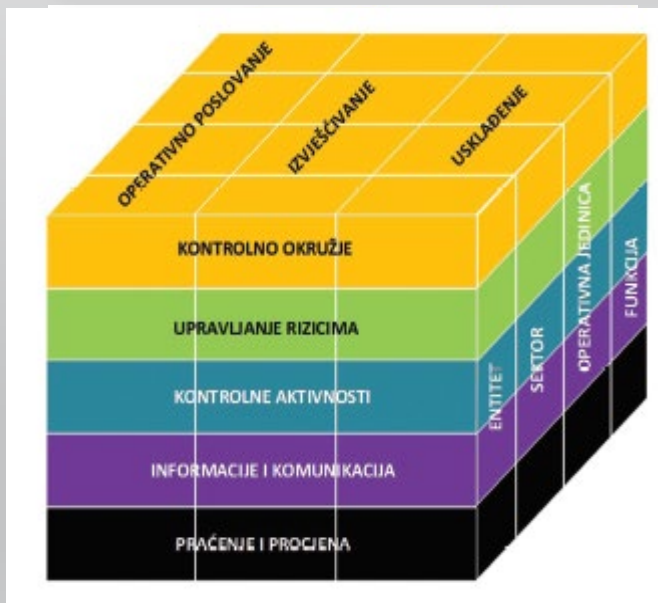 OPERATIVNO POSLOVANJE
IZVJEŠĆIVANJE
USKLAĐENJE
KONTROLNO OKRUŽJE
UPRAVLJANJE RIZICIMA
KONTROLNE AKTIVNOSTI
INFORMACIJE I KOMUNIKACIJA
PRAĆENJE I PROCJENA
ENTITET
SEKTOR
OPERATIVNA JEDINICA
FUNKCIJA